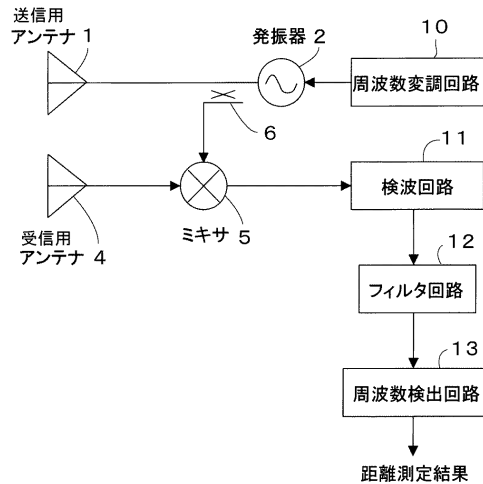 送信用
アンテナ 1
発振器 2
10
周波数変調回路
6
11
検波回路
ミキサ 5
受信用
アンテナ 4
12
フィルタ回路
13
周波数検出回路
距離測定結果